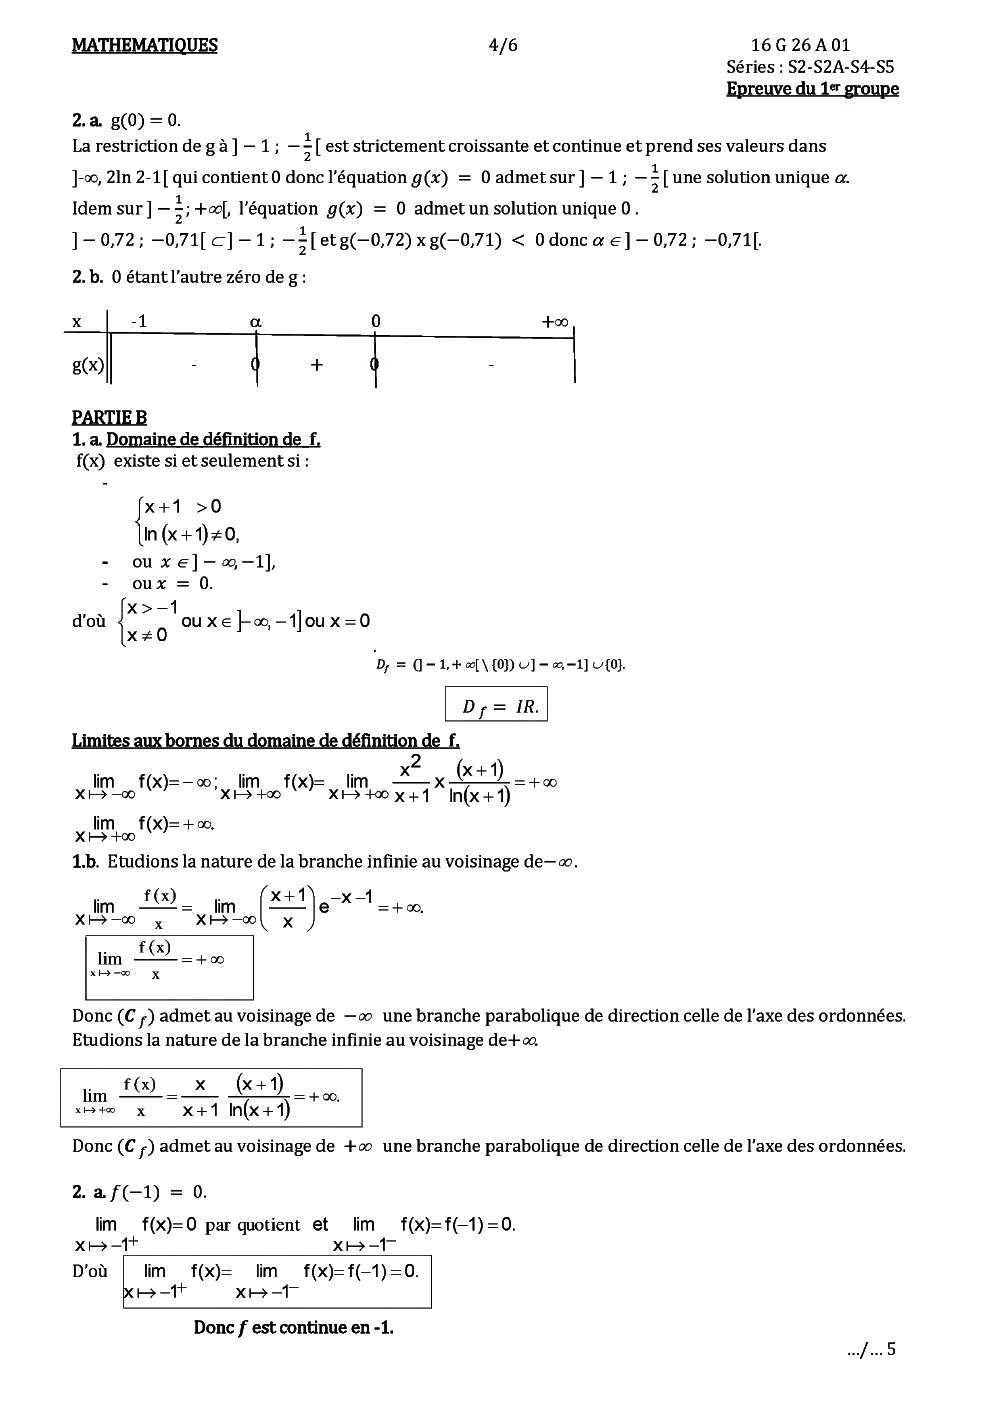 MATHEMATIQUES 4/6 16 G 26 A 01
Séries : S2-S2A-S4-S5
Epreuve du 1er groupe
2. a. g(0) = 0.
La restriction de g à ] − 1 ; −1/2 [ est strictement croissante et continue et prend ses valeurs dans
]-∞, 2ln 2-1[ qui contient 0 donc l'équation g(x) = 0 admet sur ] − 1 ; −1/2 [ une solution unique α.
Idem sur ] − 1/2 ; +∞[, l'équation g(x) = 0 admet un solution unique 0 .
] − 0,72 ; −0,71[ ⊂ ] − 1 ; −1/2 [ et g(−0,72) x g(−0,71) < 0 donc α ∈ ] − 0,72 ; −0,71[.
2. b. 0 étant l'autre zéro de g :
x -1 α 0 +∞
g(x) - 0 + 0 -
PARTIE B
1. a. Domaine de définition de f.
f(x) existe si et seulement si :
-
{ x + 1 > 0
ln (x + 1) ≠ 0,
- ou x ∈ ] − ∞, −1],
- ou x = 0.
d'où { x > −1
x ≠ 0 ou x ∈ ]−∞, −1] ou x = 0
.
Df = (] − 1, + ∞[ \ {0}) ∪ ] − ∞, −1] ∪ {0}.
D f = IR.
Limites aux bornes du domaine de définition de f.
lim x↦−∞ f(x)= − ∞ ; lim x↦+∞ f(x)= lim x↦+∞ x²/(x + 1) x (x + 1)/ln(x + 1) = + ∞
lim x↦+∞ f(x)= + ∞.
1.b. Etudions la nature de la branche infinie au voisinage de−∞.
lim x↦−∞ f(x)/x = lim x↦−∞ ((x + 1)/x) e^(−x −1) = + ∞.
lim x↦−∞ f(x)/x = + ∞
Donc (C f) admet au voisinage de −∞ une branche parabolique de direction celle de l'axe des ordonnées.
Etudions la nature de la branche infinie au voisinage de+∞.
lim x↦+∞ f(x)/x = x/(x + 1) (x + 1)/ln(x + 1) = + ∞.
Donc (C f) admet au voisinage de +∞ une branche parabolique de direction celle de l'axe des ordonnées.
2. a. f(−1) = 0.
lim x↦−1+ f(x)= 0 par quotient et lim x↦−1− f(x)= f(−1) = 0.
D'où lim x↦−1+ f(x)= lim x↦−1− f(x)= f(−1) = 0.
Donc f est continue en -1.
.../... 5